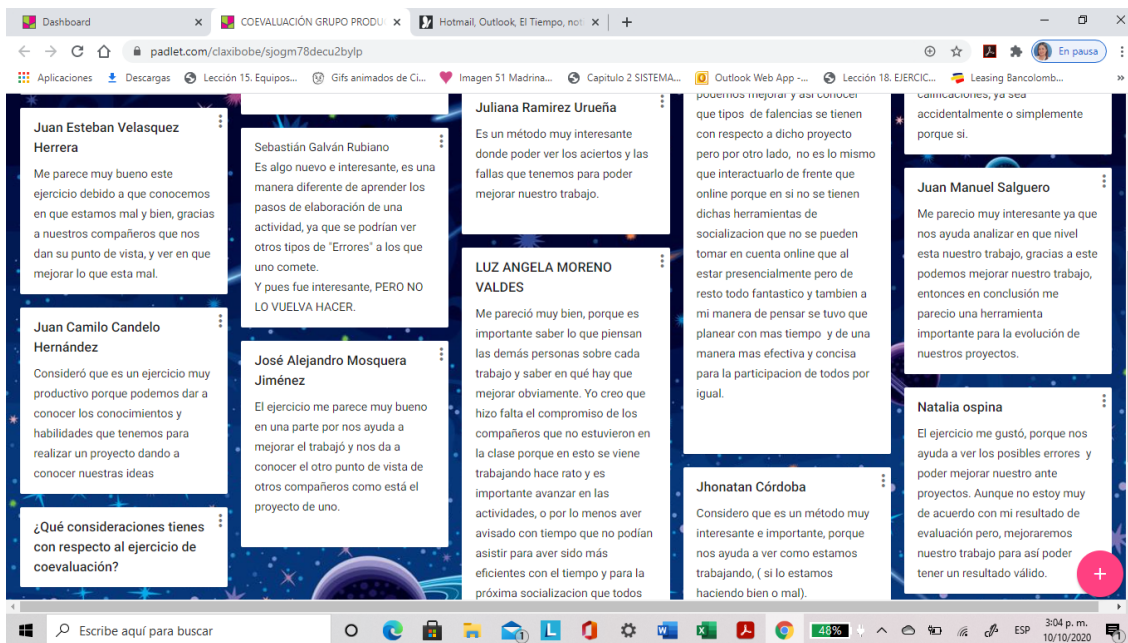 Dashboard
COEVALUACIÓN GRUPO PRODU
Hotmail, Outlook, El Tiempo, not
padlet.com/claxibobe/sjogm78decu2bylp
En pausa
Aplicaciones
Descargas
Lección 15. Equipos...
Gifs animados de Ci...
Imagen 51 Madrina...
Capitulo 2 SISTEMA...
Outlook Web App -...
Lección 18. EJERCIC...
Leasing Bancolomb...
»
Juan Esteban Velasquez
Herrera
Me parece muy bueno este
ejercicio debido a que conocemos
en que estamos mal y bien, gracias
a nuestros compañeros que nos
dan su punto de vista, y ver en que
mejorar lo que esta mal.
Juan Camilo Candelo
Hernández
Consideró que es un ejercicio muy
productivo porque podemos dar a
conocer los conocimientos y
habilidades que tenemos para
realizar un proyecto dando a
conocer nuestras ideas
¿Qué consideraciones tienes
con respecto al ejercicio de
coevaluación?
Sebastián Galván Rubiano
Es algo nuevo e interesante, es una
manera diferente de aprender los
pasos de elaboración de una
actividad, ya que se podrían ver
otros tipos de "Errores" a los que
uno comete.
Y pues fue interesante, PERO NO
LO VUELVA HACER.
José Alejandro Mosquera
Jiménez
El ejercicio me parece muy bueno
en una parte por nos ayuda a
mejorar el trabajó y nos da a
conocer el otro punto de vista de
otros compañeros como está el
proyecto de uno.
Juliana Ramirez Urueña
Es un método muy interesante
donde poder ver los aciertos y las
fallas que tenemos para poder
mejorar nuestro trabajo.
LUZ ANGELA MORENO
VALDES
Me pareció muy bien, porque es
importante saber lo que piensan
las demás personas sobre cada
trabajo y saber en qué hay que
mejorar obviamente. Yo creo que
hizo falta el compromiso de los
compañeros que no estuvieron en
la clase porque en esto se viene
trabajando hace rato y es
importante avanzar en las
actividades, o por lo menos aver
avisado con tiempo que no podían
asistir para aver sido más
eficientes con el tiempo y para la
próxima socializacion que todos
podemos mejorar y asi conocer
que tipos de falencias se tienen
con respecto a dicho proyecto
pero por otro lado, no es lo mismo
que interactuarlo de frente que
online porque en si no se tienen
dichas herramientas de
socializacion que no se pueden
tomar en cuenta online que al
estar presencialmente pero de
resto todo fantastico y tambien a
mi manera de pensar se tuvo que
planear con mas tiempo y de una
manera mas efectiva y concisa
para la participacion de todos por
igual.
Jhonatan Córdoba
Considero que es un método muy
interesante e importante, porque
nos ayuda a ver como estamos
trabajando, ( si lo estamos
haciendo bien o mal).
calificaciones, ya sea
accidentalmente o simplemente
porque si.
Juan Manuel Salguero
Me parecio muy interesante ya que
nos ayuda analizar en que nivel
esta nuestro trabajo, gracias a este
podemos mejorar nuestro trabajo,
entonces en conclusión me
parecio una herramienta
importante para la evolución de
nuestros proyectos.
Natalia ospina
El ejercicio me gustó, porque nos
ayuda a ver los posibles errores y
poder mejorar nuestro ante
proyectos. Aunque no estoy muy
de acuerdo con mi resultado de
evaluación pero, mejoraremos
nuestro trabajo para así poder
tener un resultado válido.
Escribe aquí para buscar
48%
ESP
3:04 p. m.
10/10/2020